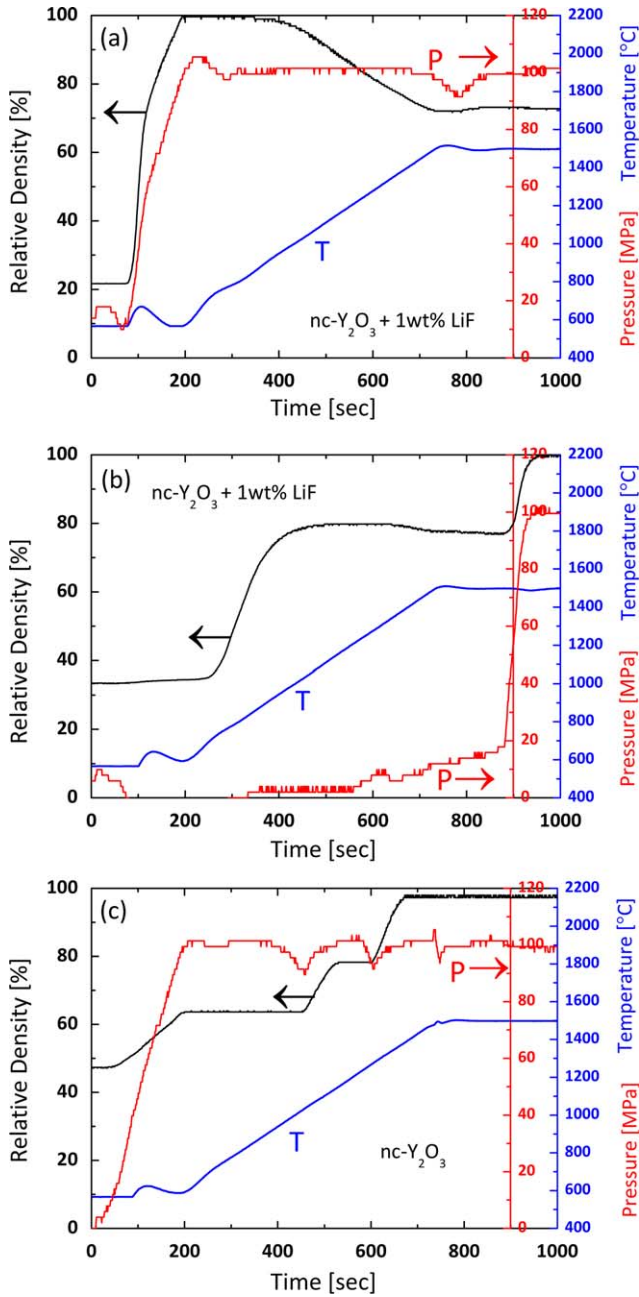 (a)
P
T
nc-Y2O3 + 1wt% LiF
Relative Density [%]
0
20
40
60
80
100
Time [sec]
0 200 400 600 800 1000
Pressure [MPa]
0
20
40
60
80
100
120
Temperature [°C]
400
600
800
1000
1200
1400
1600
1800
2000
2200
(b)
nc-Y2O3 + 1wt% LiF
T
P
Relative Density [%]
0
20
40
60
80
100
Time [sec]
0 200 400 600 800 1000
Pressure [MPa]
0
20
40
60
80
100
120
Temperature [°C]
400
600
800
1000
1200
1400
1600
1800
2000
2200
(c)
P
T
nc-Y2O3
Relative Density [%]
0
20
40
60
80
100
Time [sec]
0 200 400 600 800 1000
Pressure [MPa]
0
20
40
60
80
100
120
Temperature [°C]
400
600
800
1000
1200
1400
1600
1800
2000
2200